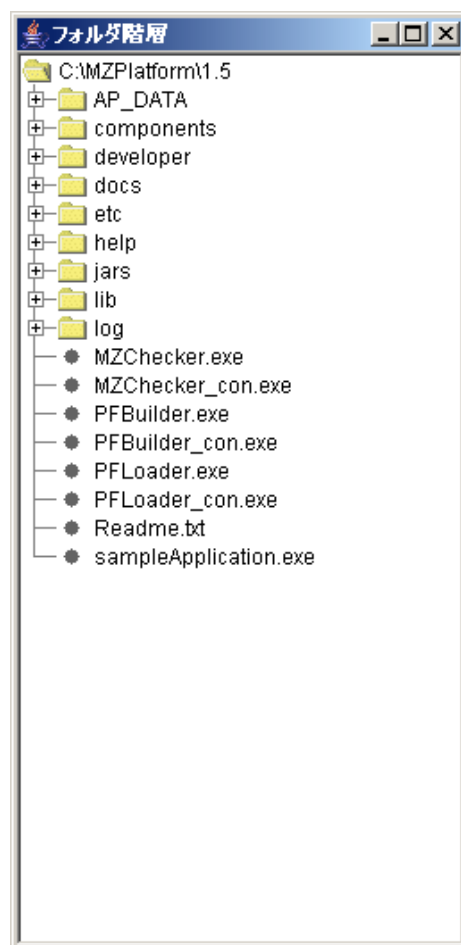 フォルダ階層
C:\MZPlatform\1.5
AP_DATA
components
developer
docs
etc
help
jars
lib
log
MZChecker.exe
MZChecker_con.exe
PFBuilder.exe
PFBuilder_con.exe
PFLoader.exe
PFLoader_con.exe
Readme.txt
sampleApplication.exe